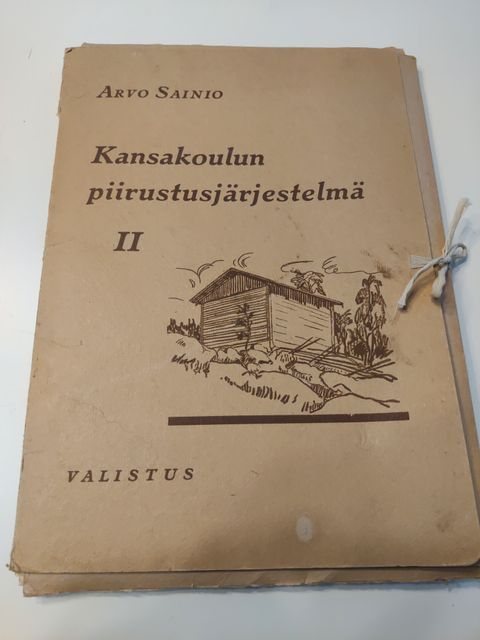 ARVO SAINIO
Kansakoulun
piirustusjärjestelmä
II
VALISTUS